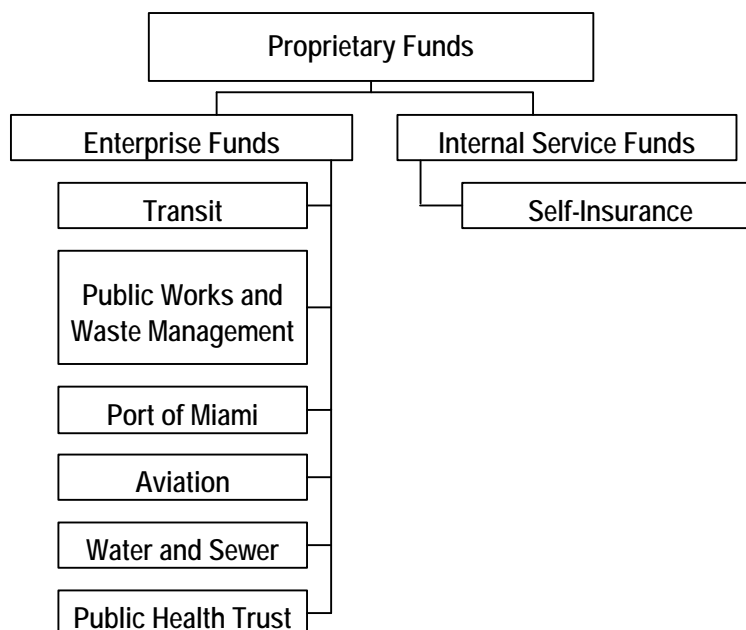 Proprietary Funds
Enterprise Funds
Internal Service Funds
Transit
Self-Insurance
Public Works and
Waste Management
Port of Miami
Aviation
Water and Sewer
Public Health Trust